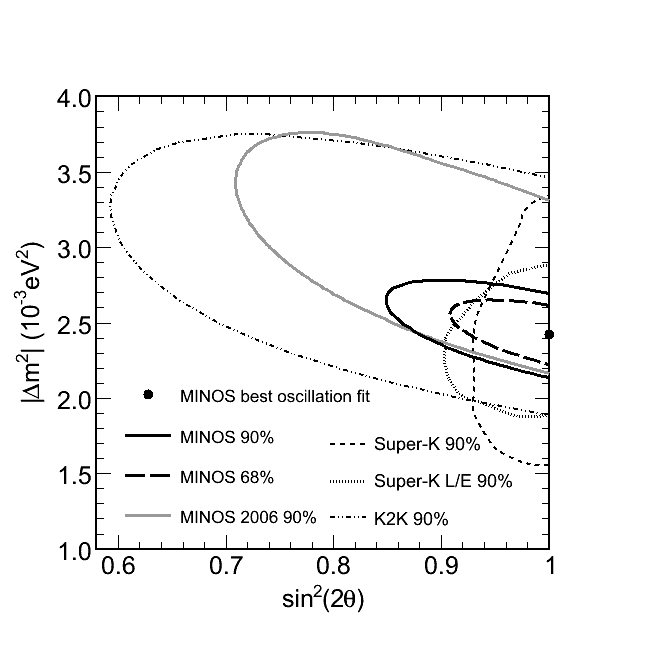 4.0
3.5
3.0
2.5
2.0
1.5
1.0
|Δm²| (10⁻³eV²)
MINOS best oscillation fit
MINOS 90%
MINOS 68%
MINOS 2006 90%
Super-K 90%
Super-K L/E 90%
K2K 90%
0.6 0.7 0.8 0.9 1
sin²(2θ)